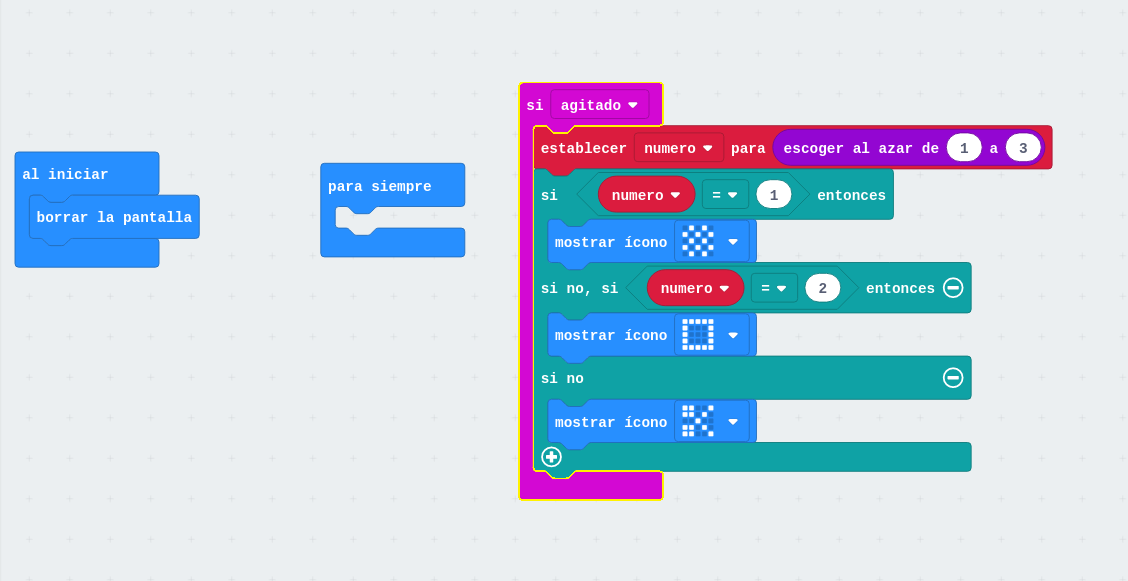 al iniciar
borrar la pantalla
para siempre
si agitado
establecer numero para escoger al azar de 1 a 3
si numero = 1 entonces
mostrar ícono
si no, si numero = 2 entonces
mostrar ícono
si no
mostrar ícono